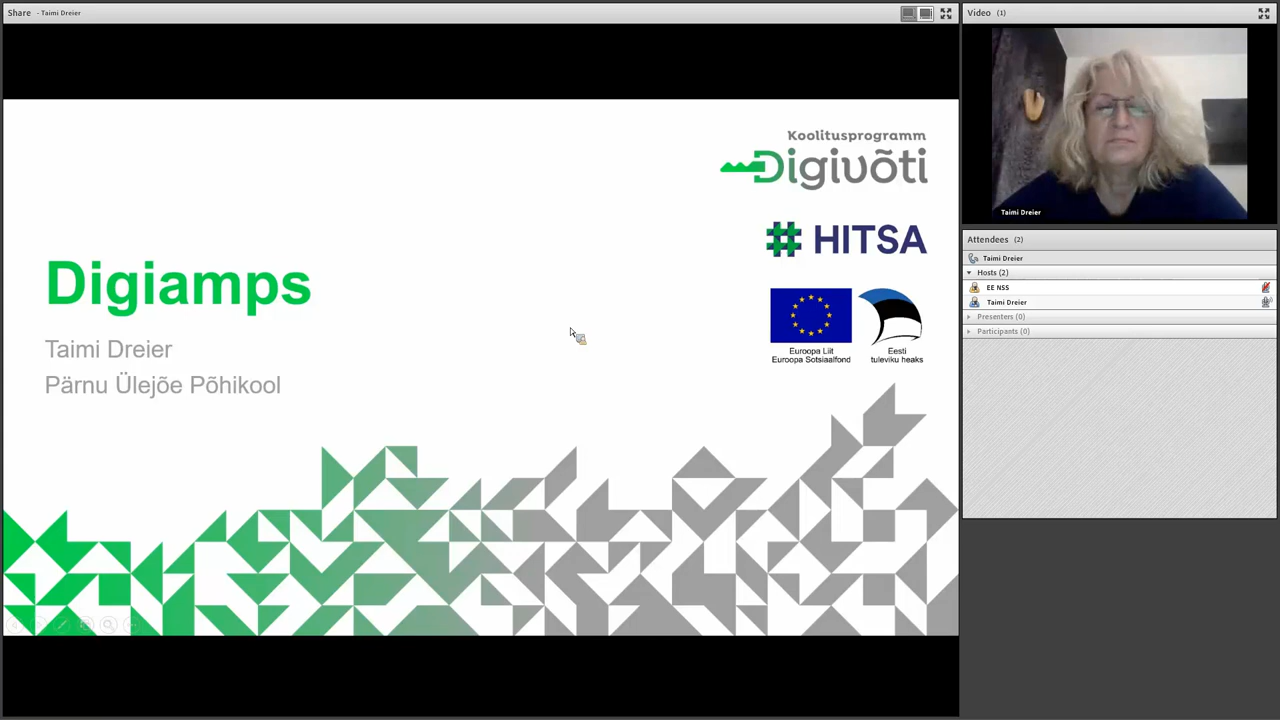 Share - Taimi Dreier
Koolitusprogramm
Digivõti
HITSA
Digiamps
Taimi Dreier
Pärnu Ülejõe Põhikool
Euroopa Liit
Euroopa Sotsiaalfond
Eesti
tuleviku heaks
Video (1)
Taimi Dreier
Attendees (2)
Taimi Dreier
Hosts (2)
EE NSS
Taimi Dreier
Presenters (0)
Participants (0)